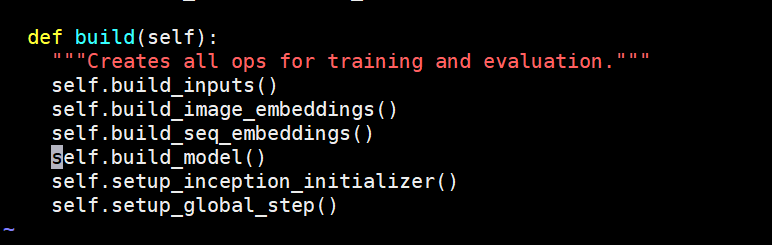 def build(self):
"""Creates all ops for training and evaluation."""
self.build_inputs()
self.build_image_embeddings()
self.build_seq_embeddings()
self.build_model()
self.setup_inception_initializer()
self.setup_global_step()
~